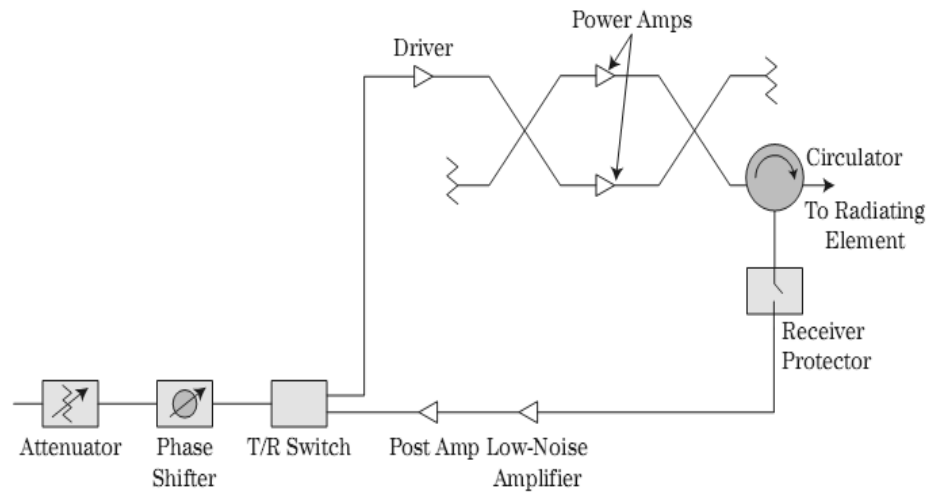 Power Amps
Driver
Circulator
To Radiating
Element
Receiver
Protector
Attenuator
Phase
Shifter
T/R Switch
Post Amp
Low-Noise
Amplifier